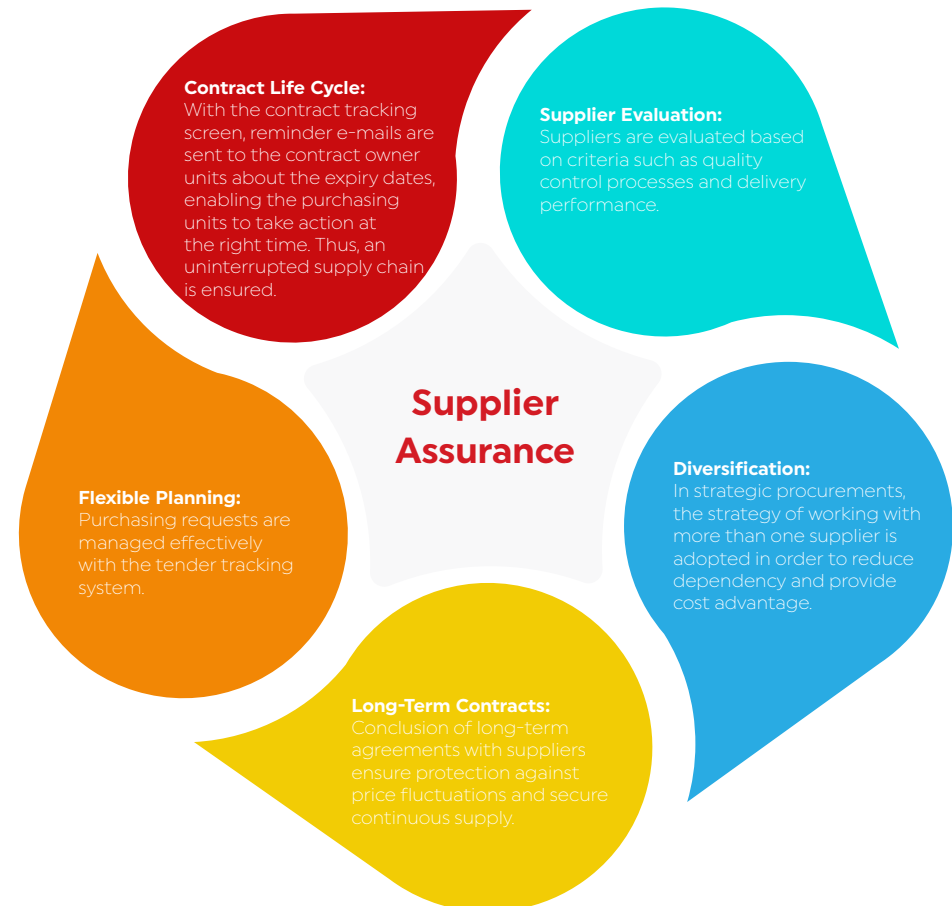 Contract Life Cycle:
With the contract tracking
screen, reminder e-mails are
sent to the contract owner
units about the expiry dates,
enabling the purchasing
units to take action at
the right time. Thus, an
uninterrupted supply chain
is ensured.
Supplier Evaluation:
Suppliers are evaluated based
on criteria such as quality
control processes and delivery
performance.
Supplier
Assurance
Diversification:
In strategic procurements,
the strategy of working with
more than one supplier is
adopted in order to reduce
dependency and provide
cost advantage.
Flexible Planning:
Purchasing requests are
managed effectively
with the tender tracking
system.
Long-Term Contracts:
Conclusion of long-term
agreements with suppliers
ensure protection against
price fluctuations and secure
continuous supply.